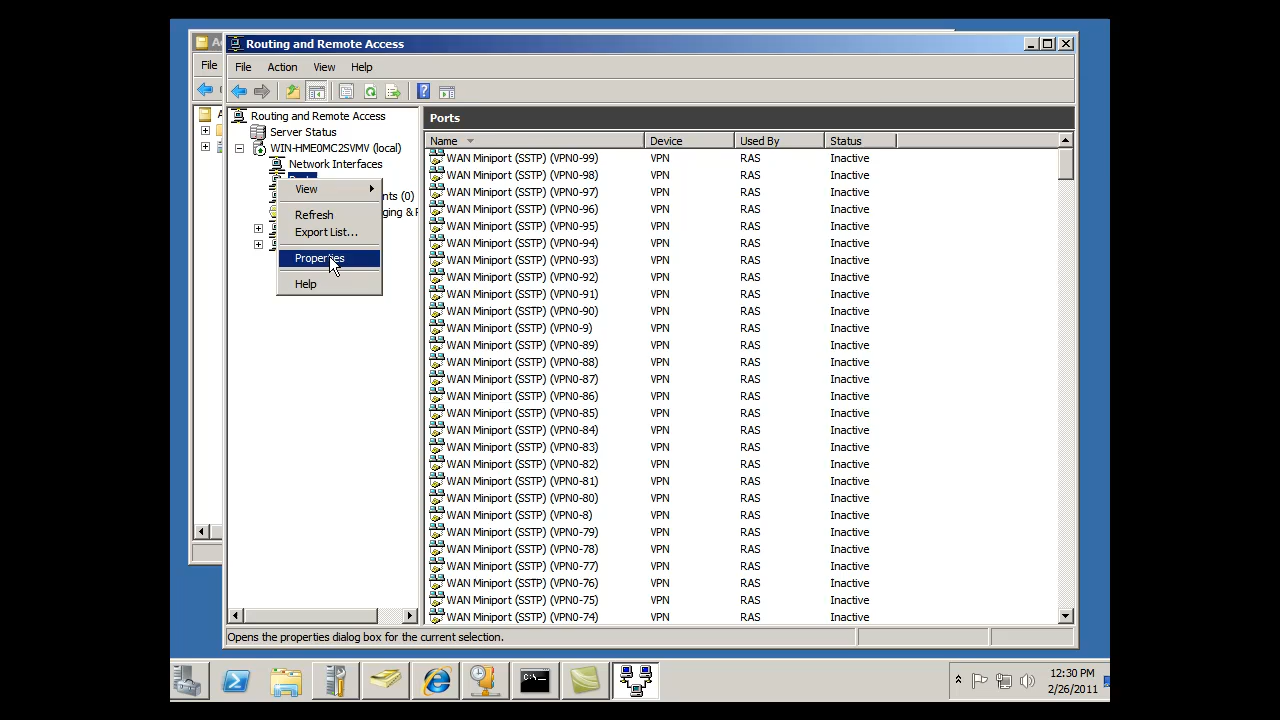 A
Routing and Remote Access
File
File Action View Help
Routing and Remote Access
Server Status
WIN-HME0MC2SVMV (local)
Network Interfaces
nts (0)
ging & P
View
Refresh
Export List...
Properties
Help
Ports
Name Device Used By Status
WAN Miniport (SSTP) (VPN0-99) VPN RAS Inactive
WAN Miniport (SSTP) (VPN0-98) VPN RAS Inactive
WAN Miniport (SSTP) (VPN0-97) VPN RAS Inactive
WAN Miniport (SSTP) (VPN0-96) VPN RAS Inactive
WAN Miniport (SSTP) (VPN0-95) VPN RAS Inactive
WAN Miniport (SSTP) (VPN0-94) VPN RAS Inactive
WAN Miniport (SSTP) (VPN0-93) VPN RAS Inactive
WAN Miniport (SSTP) (VPN0-92) VPN RAS Inactive
WAN Miniport (SSTP) (VPN0-91) VPN RAS Inactive
WAN Miniport (SSTP) (VPN0-90) VPN RAS Inactive
WAN Miniport (SSTP) (VPN0-9) VPN RAS Inactive
WAN Miniport (SSTP) (VPN0-89) VPN RAS Inactive
WAN Miniport (SSTP) (VPN0-88) VPN RAS Inactive
WAN Miniport (SSTP) (VPN0-87) VPN RAS Inactive
WAN Miniport (SSTP) (VPN0-86) VPN RAS Inactive
WAN Miniport (SSTP) (VPN0-85) VPN RAS Inactive
WAN Miniport (SSTP) (VPN0-84) VPN RAS Inactive
WAN Miniport (SSTP) (VPN0-83) VPN RAS Inactive
WAN Miniport (SSTP) (VPN0-82) VPN RAS Inactive
WAN Miniport (SSTP) (VPN0-81) VPN RAS Inactive
WAN Miniport (SSTP) (VPN0-80) VPN RAS Inactive
WAN Miniport (SSTP) (VPN0-8) VPN RAS Inactive
WAN Miniport (SSTP) (VPN0-79) VPN RAS Inactive
WAN Miniport (SSTP) (VPN0-78) VPN RAS Inactive
WAN Miniport (SSTP) (VPN0-77) VPN RAS Inactive
WAN Miniport (SSTP) (VPN0-76) VPN RAS Inactive
WAN Miniport (SSTP) (VPN0-75) VPN RAS Inactive
WAN Miniport (SSTP) (VPN0-74) VPN RAS Inactive
Opens the properties dialog box for the current selection.
12:30 PM
2/26/2011